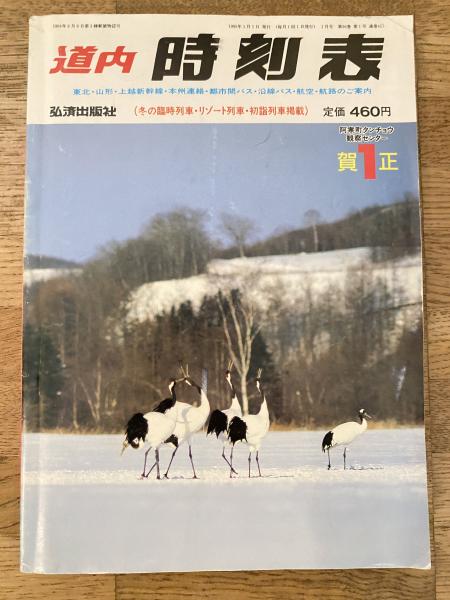 道内 時刻表
東北・山形・上越新幹線・本州連絡・都市間バス・沿線バス・航空・航路のご案内
弘済出版社 (冬の臨時列車・リゾート列車・初詣列車掲載) 定価 460円
阿寒町タンチョウ
観察センター
賀1正